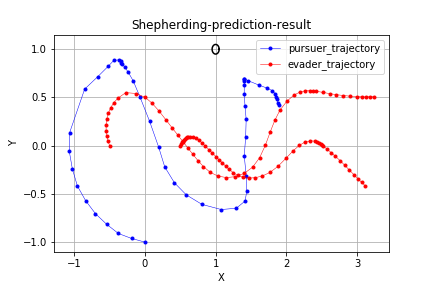 Shepherding-prediction-result
pursuer_trajectory
evader_trajectory
1.0
0.5
0.0
−0.5
−1.0
Y
−1
0
1
2
3
X